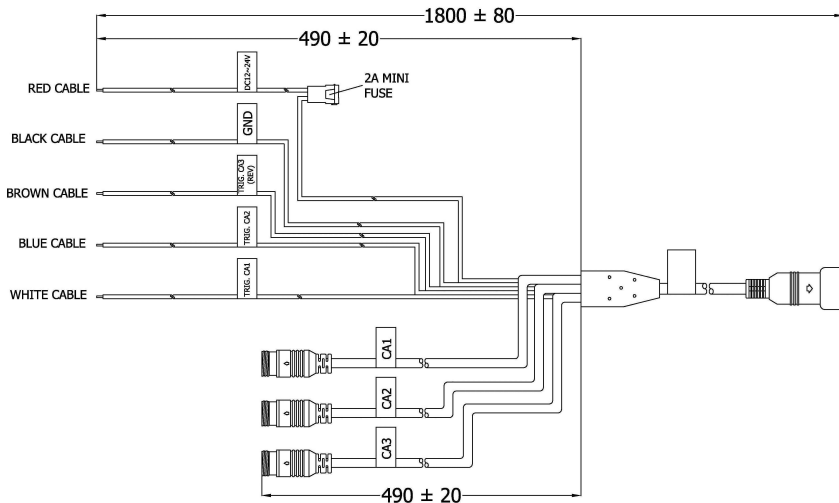 1800 ± 80
490 ± 20
RED CABLE
DC12~24V
2A MINI
FUSE
BLACK CABLE
GND
BROWN CABLE
TRIG. CA3
(REV)
BLUE CABLE
TRIG. CA2
WHITE CABLE
TRIG. CA1
CA1
CA2
CA3
490 ± 20